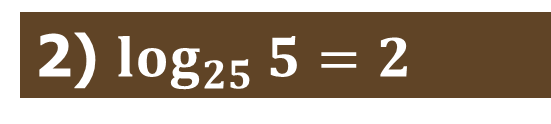 2) log₂₅ 5 = 2